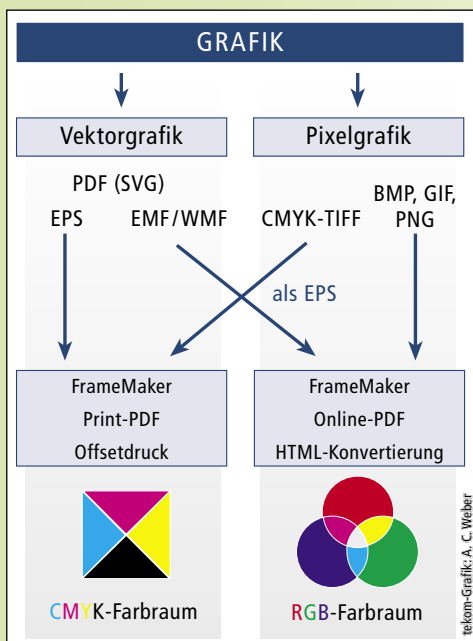 GRAFIK
Vektorgrafik
Pixelgrafik
PDF (SVG)
EPS
EMF/WMF
CMYK-TIFF
BMP, GIF,
PNG
als EPS
FrameMaker
Print-PDF
Offsetdruck
FrameMaker
Online-PDF
HTML-Konvertierung
CMYK-Farbraum
RGB-Farbraum
tekom-Grafik: A. C. Weber